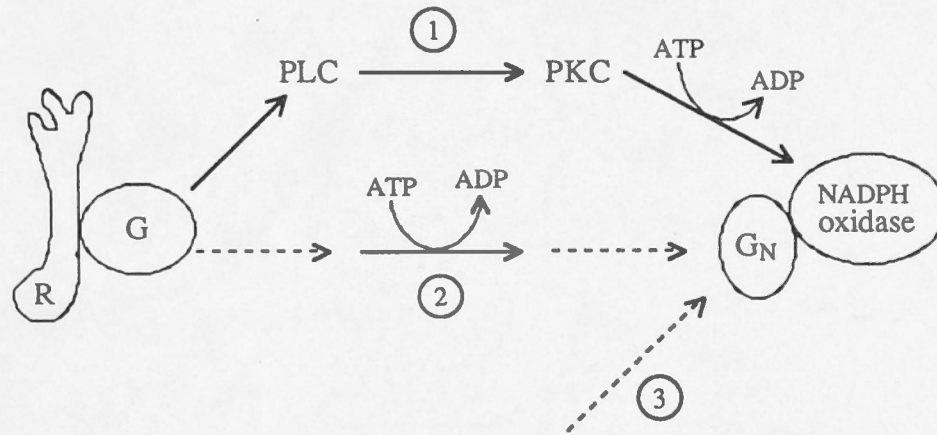 1
PLC
PKC
ATP
ADP
NADPH
oxidase
G
ATP
ADP
GN
R
2
3